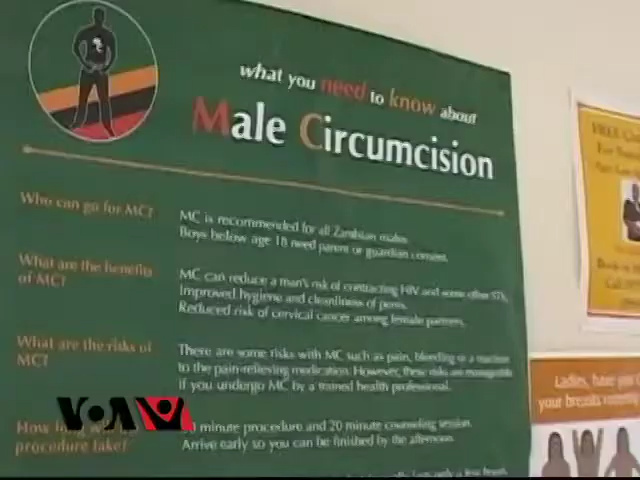 what you need to know about
Male Circumcision
Who can go for MC?
MC is recommended for all Zambian males.
Boys below age 18 need parent or guardian consent.
What are the benefits
of MC?
MC can reduce a man's risk of contracting HIV and some other STIs.
Improved hygiene and cleanliness of penis.
Reduced risk of cervical cancer among female partners.
What are the risks of
MC?
There are some risks with MC such as pain, bleeding or a reaction
to the pain-relieving medication. However, these risks are manageable
if you undergo MC by a trained health professional.
How
procedure take?
minute procedure and 20 minute counseling session.
Arrive early so you can be finished by the afternoon.
VOA
FREE
Ladies, have you
your breasts